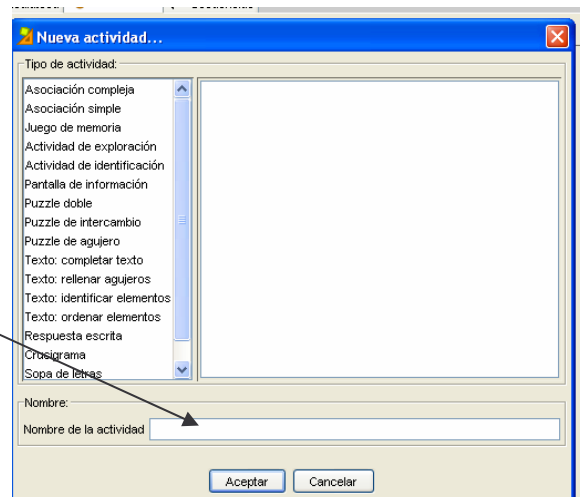 Nueva actividad...
Tipo de actividad:
Asociación compleja
Asociación simple
Juego de memoria
Actividad de exploración
Actividad de identificación
Pantalla de información
Puzzle doble
Puzzle de intercambio
Puzzle de agujero
Texto: completar texto
Texto: rellenar agujeros
Texto: identificar elementos
Texto: ordenar elementos
Respuesta escrita
Crucigrama
Sopa de letras
Nombre:
Nombre de la actividad
Aceptar Cancelar